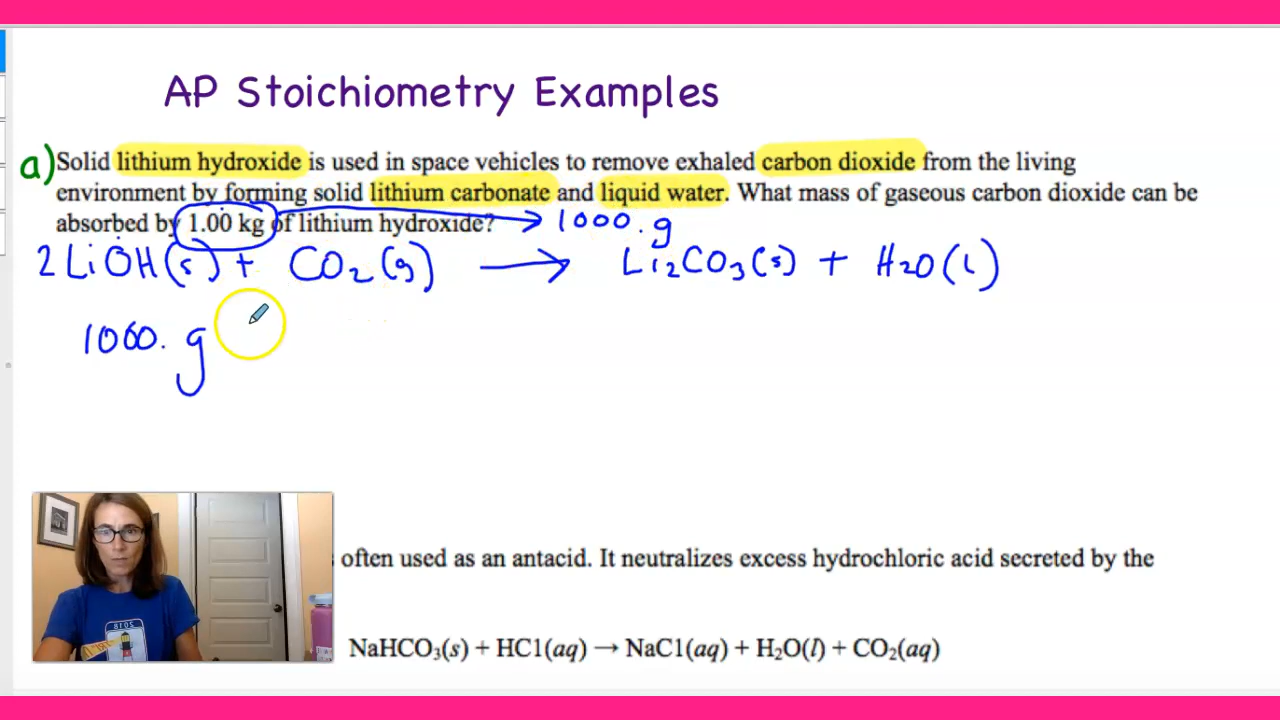 AP Stoichiometry Examples
a) Solid lithium hydroxide is used in space vehicles to remove exhaled carbon dioxide from the living
environment by forming solid lithium carbonate and liquid water. What mass of gaseous carbon dioxide can be
absorbed by 1.00 kg of lithium hydroxide? 1000. g
2 LiOH(s) + CO₂(g) → Li₂CO₃(s) + H₂O(l)
1000. g
often used as an antacid. It neutralizes excess hydrochloric acid secreted by the
NaHCO₃(s) + HC1(aq) → NaC1(aq) + H₂O(l) + CO₂(aq)